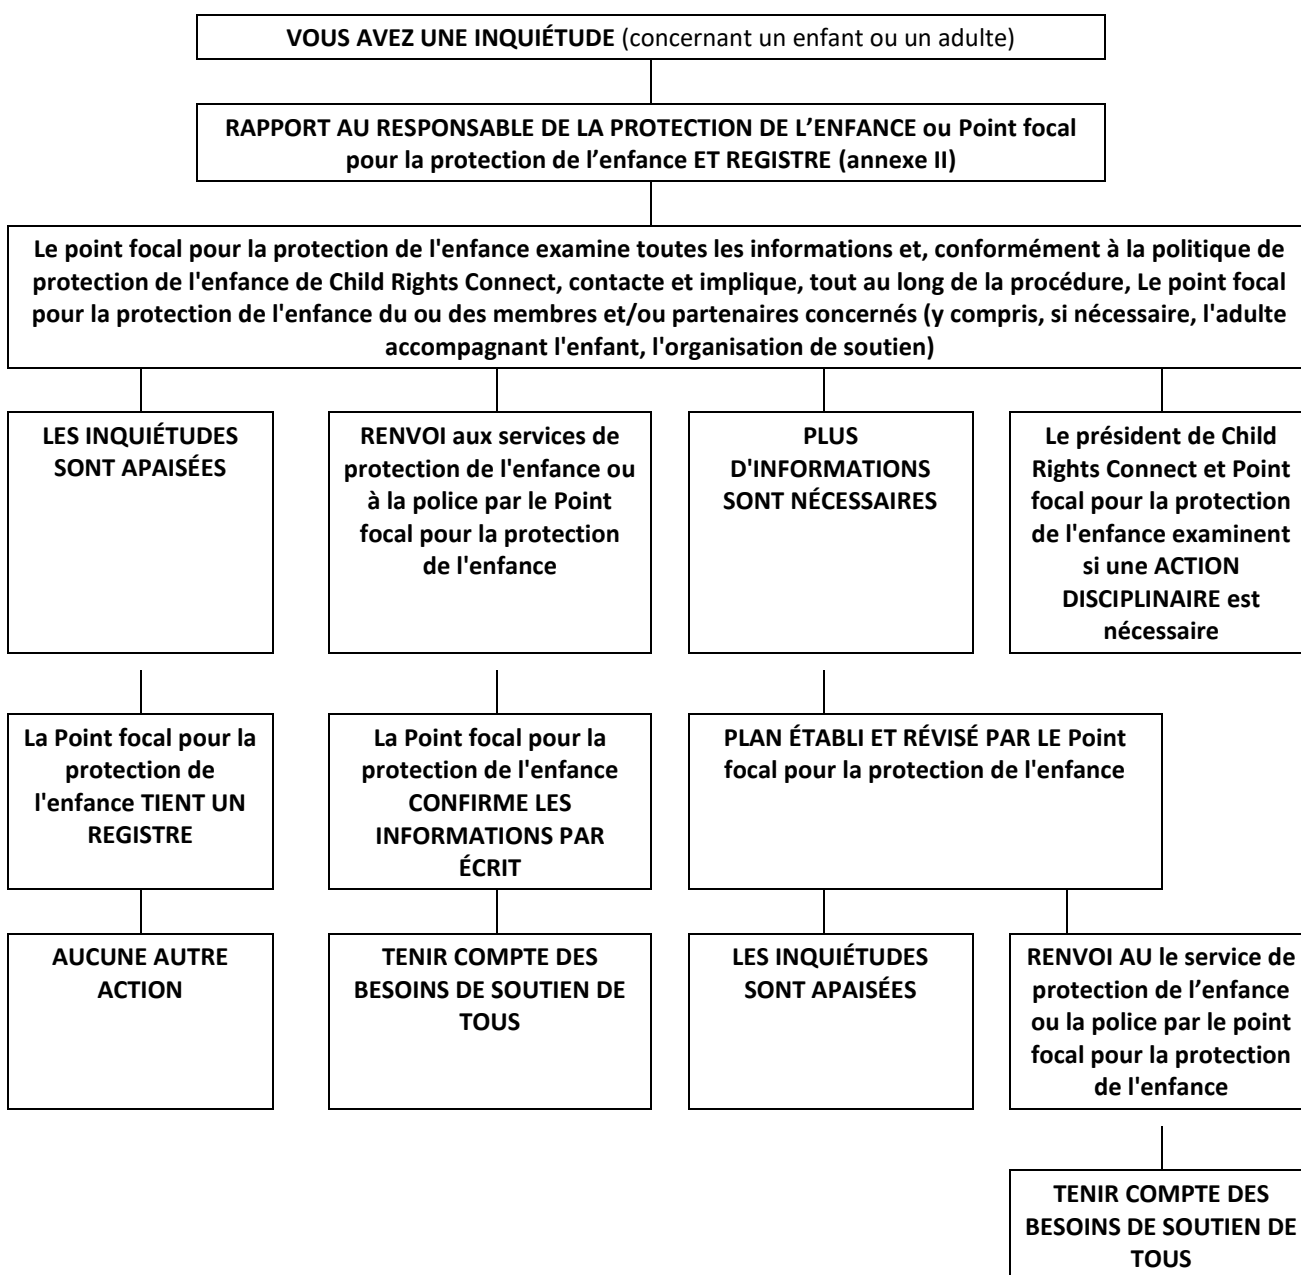 VOUS AVEZ UNE INQUIÉTUDE (concernant un enfant ou un adulte)
RAPPORT AU RESPONSABLE DE LA PROTECTION DE L’ENFANCE ou Point focal
pour la protection de l’enfance ET REGISTRE (annexe II)
Le point focal pour la protection de l'enfance examine toutes les informations et, conformément à la politique de
protection de l'enfance de Child Rights Connect, contacte et implique, tout au long de la procédure, Le point focal
pour la protection de l'enfance du ou des membres et/ou partenaires concernés (y compris, si nécessaire, l'adulte
accompagnant l'enfant, l'organisation de soutien)
LES INQUIÉTUDES
SONT APAISÉES
RENVOI aux services de
protection de l'enfance ou
à la police par le Point
focal pour la protection
de l'enfance
PLUS
D'INFORMATIONS
SONT NÉCESSAIRES
Le président de Child
Rights Connect et Point
focal pour la protection
de l'enfance examinent
si une ACTION
DISCIPLINAIRE est
nécessaire
La Point focal pour la
protection de
l'enfance TIENT UN
REGISTRE
La Point focal pour la
protection de l'enfance
CONFIRME LES
INFORMATIONS PAR
ÉCRIT
PLAN ÉTABLI ET RÉVISÉ PAR LE Point
focal pour la protection de l'enfance
AUCUNE AUTRE
ACTION
TENIR COMPTE DES
BESOINS DE SOUTIEN DE
TOUS
LES INQUIÉTUDES
SONT APAISÉES
RENVOI AU le service de
protection de l’enfance
ou la police par le point
focal pour la protection
de l'enfance
TENIR COMPTE DES
BESOINS DE SOUTIEN DE
TOUS